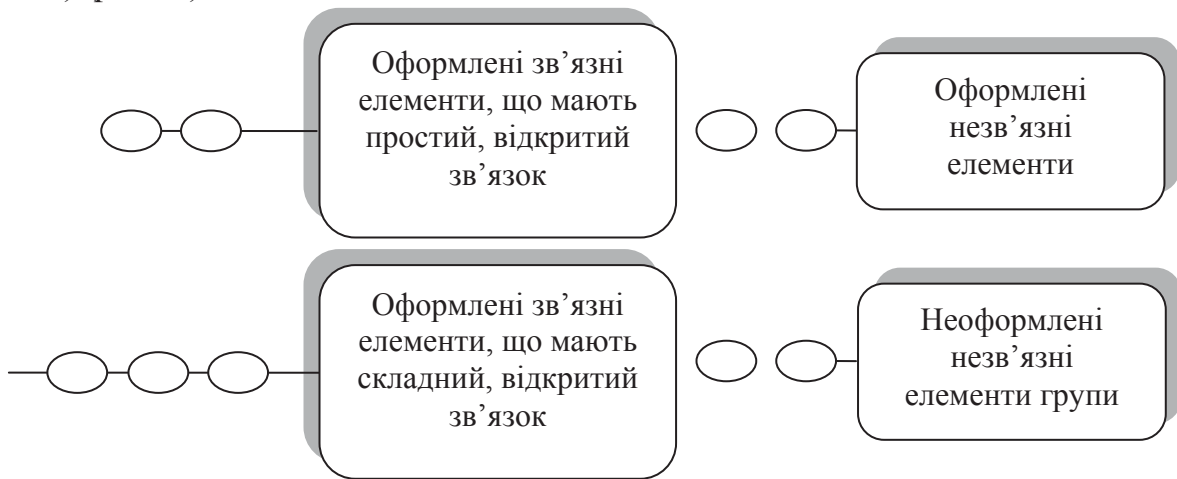 Оформлені зв’язні
елементи, що мають
простий, відкритий
зв’язок
Оформлені
незв’язні
елементи
Оформлені зв’язні
елементи, що мають
складний, відкритий
зв’язок
Неоформлені
незв’язні
елементи групи